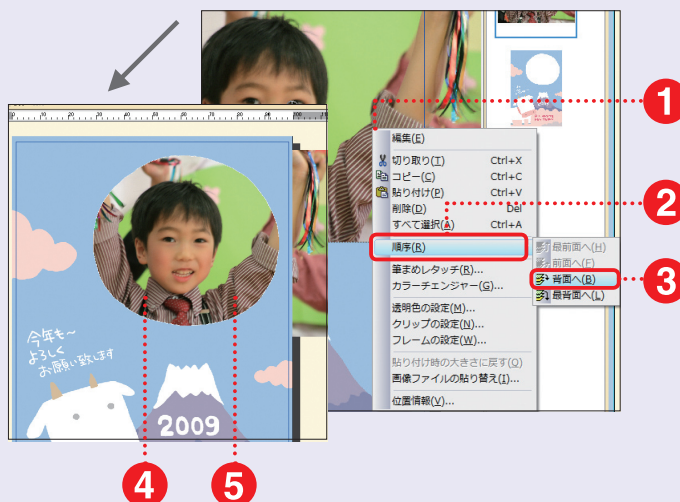 1
編集(E)
切り取り(T) Ctrl+X
コピー(C) Ctrl+C
貼り付け(P) Ctrl+V
削除(D) Del
すべて選択(A) Ctrl+A
2
順序(R)
最前面へ(H)
前面へ(F)
背面へ(B)
3
最背面へ(L)
筆まめレタッチ(R)...
カラーチェンジャー(G)...
透明色の設定(M)...
クリップの設定(N)...
フレームの設定(W)...
貼り付け時の大きさに戻す(O)
画像ファイルの貼り替え(I)...
位置情報(V)...
今年も〜
よろしく
お願い致します
2009
4
5